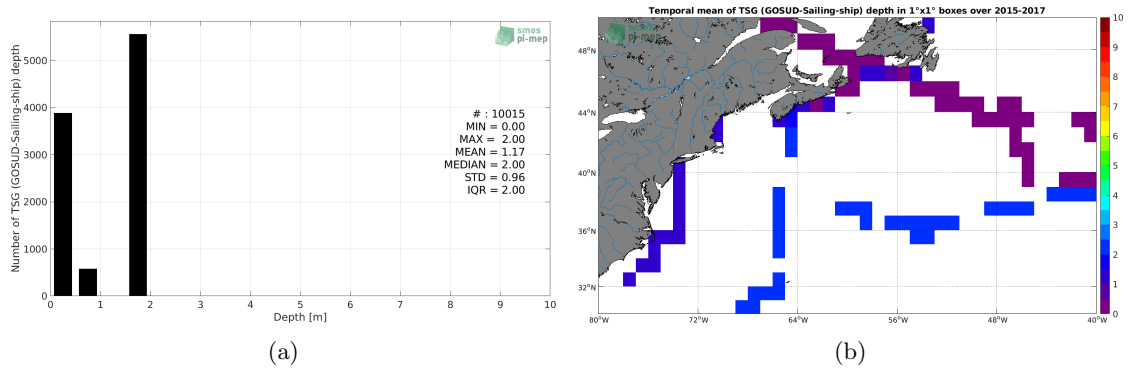 smos
pi-mep
Number of TSG (GOSUD-Sailing-ship) depth
5000
4000
3000
2000
1000
0
# : 10015
MIN = 0.00
MAX = 2.00
MEAN = 1.17
MEDIAN = 2.00
STD = 0.96
IQR = 2.00
0 1 2 3 4 5 6 7 8 9 10
Depth [m]
(a)
Temporal mean of TSG (GOSUD-Sailing-ship) depth in 1°x1° boxes over 2015-2017
smos
pi-mep
48°N
44°N
40°N
36°N
32°N
80°W 72°W 64°W 56°W 48°W 40°W
10
9
8
7
6
5
4
3
2
1
0
(b)